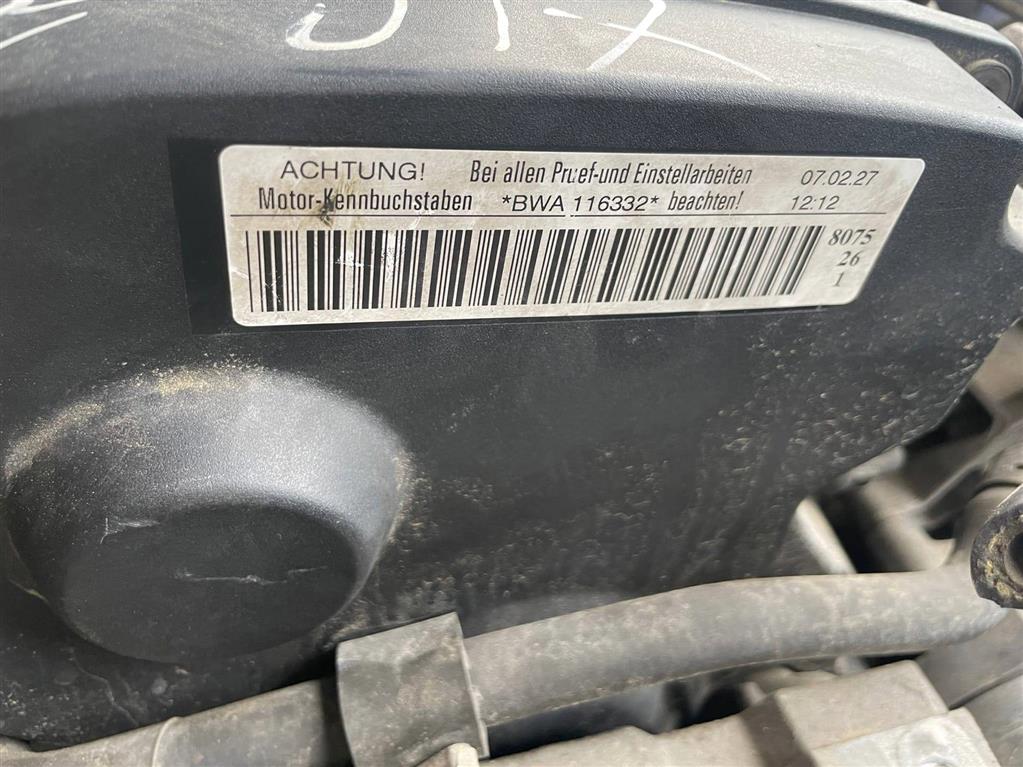 ACHTUNG! Bei allen Pruef-und Einstellarbeiten 07.02.27
Motor-Kennbuchstaben *BWA 116332* beachten! 12:12
8075
26
1